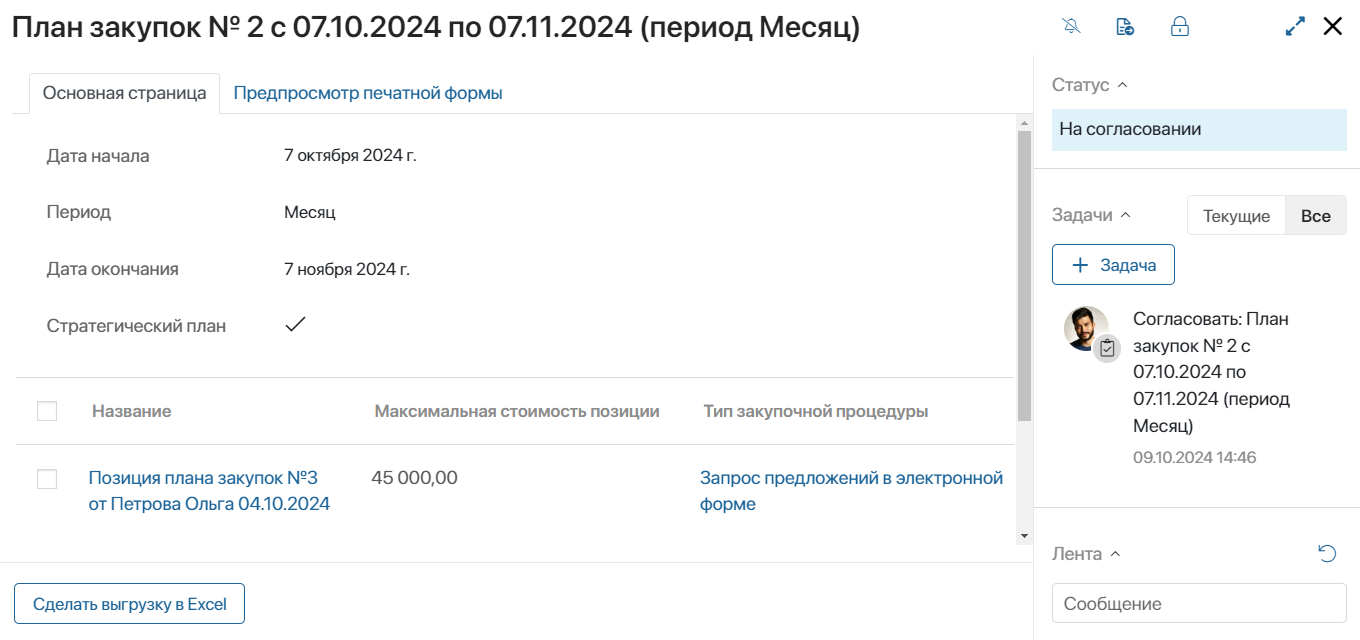 План закупок № 2 с 07.10.2024 по 07.11.2024 (период Месяц)
Основная страница
Предпросмотр печатной формы
Дата начала
7 октября 2024 г.
Период
Месяц
Дата окончания
7 ноября 2024 г.
Стратегический план
Название
Максимальная стоимость позиции
Тип закупочной процедуры
Позиция плана закупок №3
от Петрова Ольга 04.10.2024
45 000,00
Запрос предложений в электронной
форме
Сделать выгрузку в Excel
Статус
На согласовании
Задачи
Текущие
Все
Задача
Согласовать: План
закупок № 2 с
07.10.2024 по
07.11.2024 (период
Месяц)
09.10.2024 14:46
Лента
Сообщение